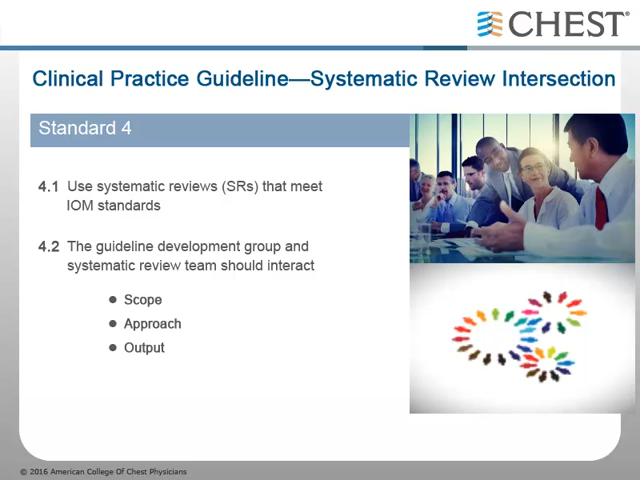 CHEST®
Clinical Practice Guideline—Systematic Review Intersection
Standard 4
4.1 Use systematic reviews (SRs) that meet
IOM standards
4.2 The guideline development group and
systematic review team should interact
● Scope
● Approach
● Output
© 2016 American College Of Chest Physicians